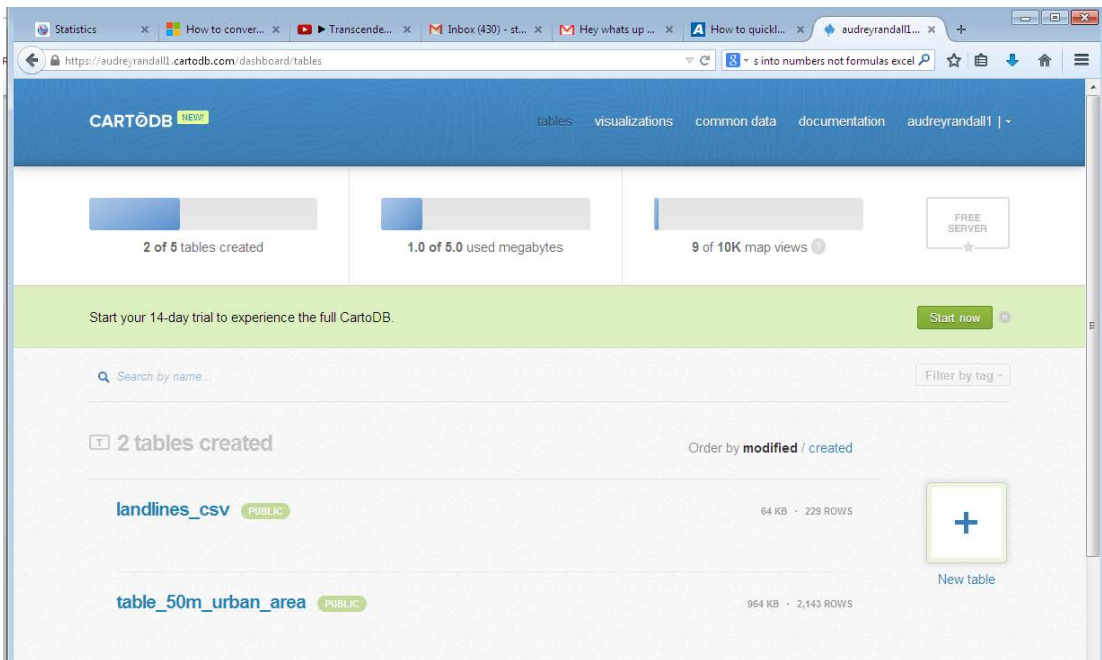 Statistics
How to conver...
▶ Transcende...
Inbox (430) - st...
Hey whats up ...
How to quickl...
audreyrandall1...
https://audreyrandall1.cartodb.com/dashboard/tables
s into numbers not formulas excel
CARTODB NEW!
tables visualizations common data documentation audreyrandall1 |
2 of 5 tables created
1.0 of 5.0 used megabytes
9 of 10K map views ?
FREE
SERVER
Start your 14-day trial to experience the full CartoDB.
Start now
Search by name...
Filter by tag
T 2 tables created
Order by modified / created
landlines_csv PUBLIC
64 KB · 229 ROWS
New table
table_50m_urban_area PUBLIC
964 KB · 2,143 ROWS